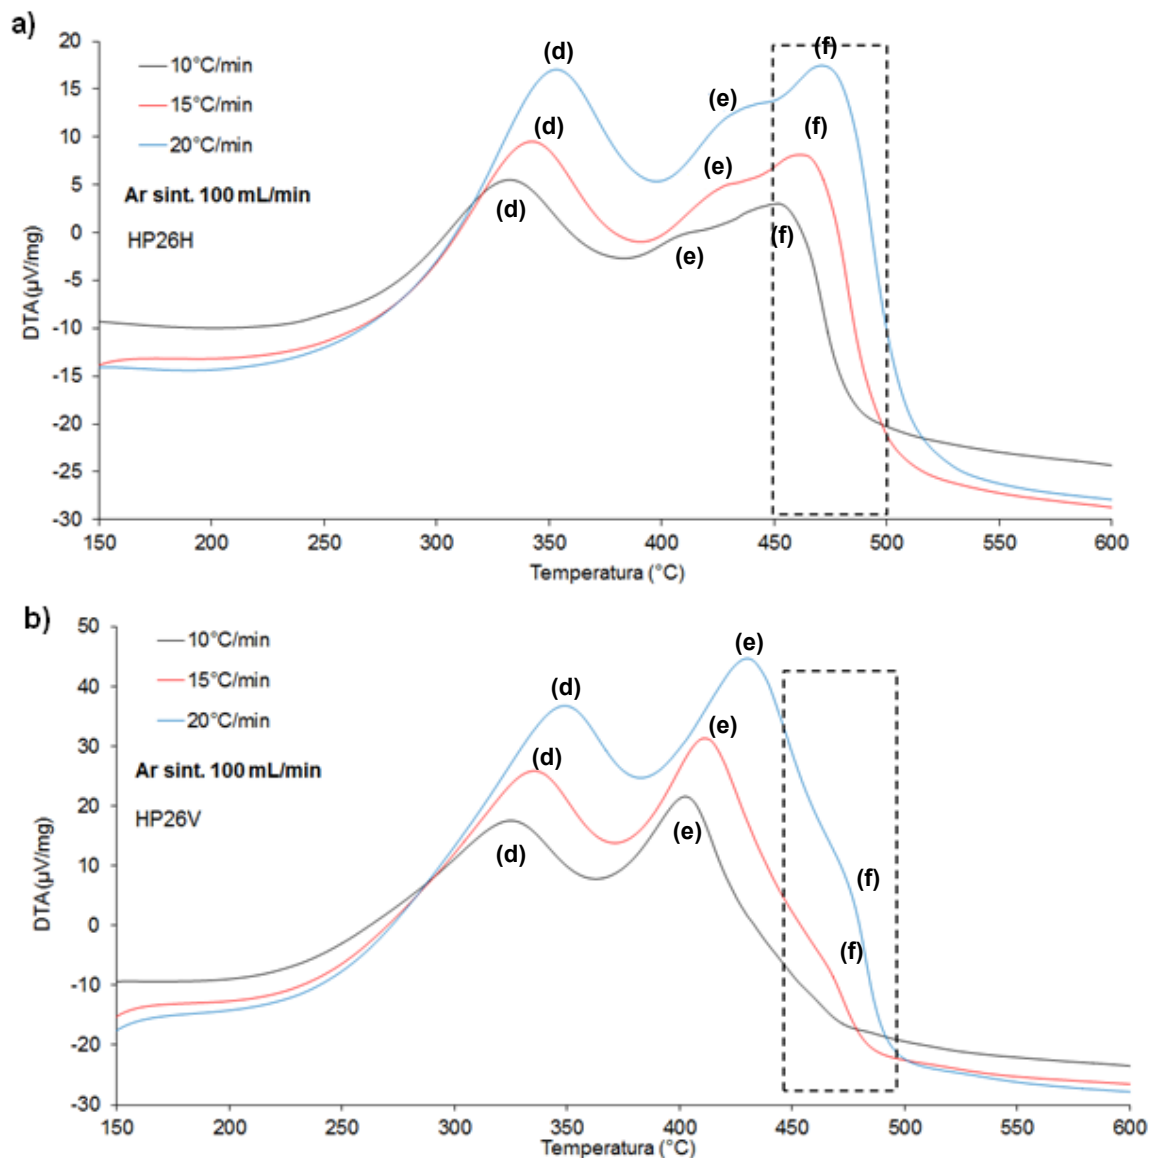 a)
20
15
10
5
0
-5
-10
-15
-20
-25
-30
DTA (µV/mg)
10°C/min
15°C/min
20°C/min
Ar sint. 100 mL/min
HP26H
(d)
(d)
(d)
(e)
(e)
(e)
(f)
(f)
(f)
150 200 250 300 350 400 450 500 550 600
Temperatura (°C)
b)
50
40
30
20
10
0
-10
-20
-30
DTA (µV/mg)
10°C/min
15°C/min
20°C/min
Ar sint. 100 mL/min
HP26V
(d)
(d)
(d)
(e)
(e)
(e)
(f)
(f)
150 200 250 300 350 400 450 500 550 600
Temperatura (°C)